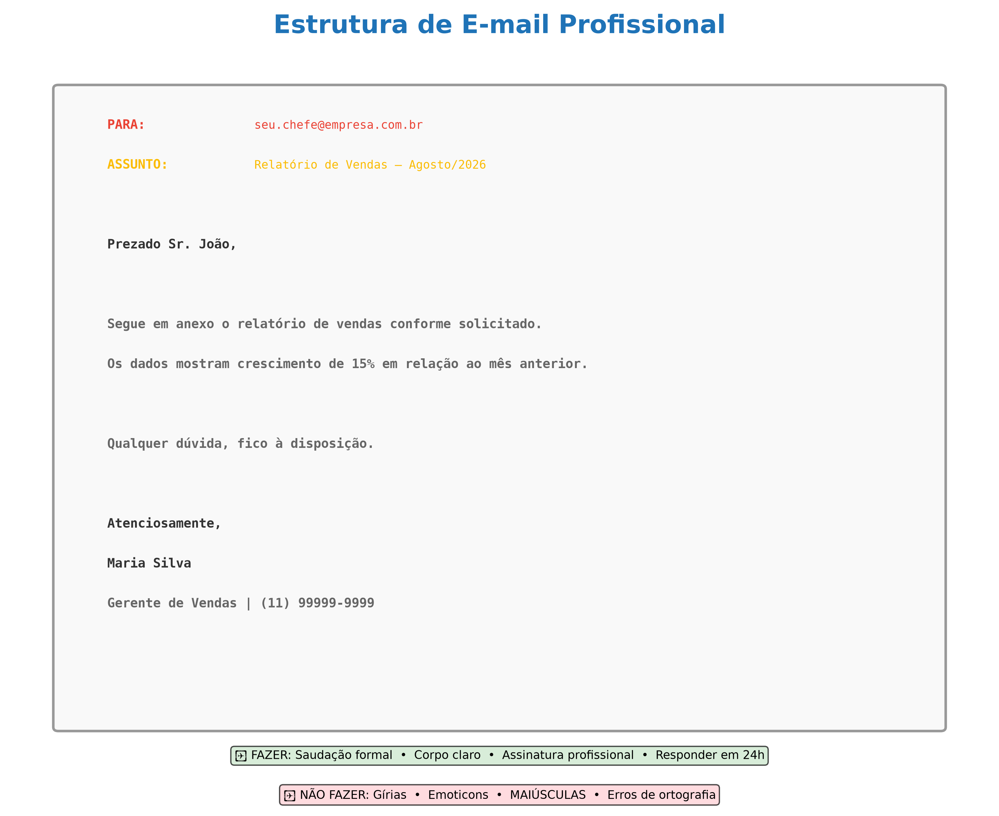 Estrutura de E-mail Profissional
PARA: seu.chefe@empresa.com.br
ASSUNTO: Relatório de Vendas – Agosto/2026
Prezado Sr. João,
Segue em anexo o relatório de vendas conforme solicitado.
Os dados mostram crescimento de 15% em relação ao mês anterior.
Qualquer dúvida, fico à disposição.
Atenciosamente,
Maria Silva
Gerente de Vendas | (11) 99999-9999
FAZER: Saudação formal • Corpo claro • Assinatura profissional • Responder em 24h
NÃO FAZER: Gírias • Emoticons • MAIÚSCULAS • Erros de ortografia